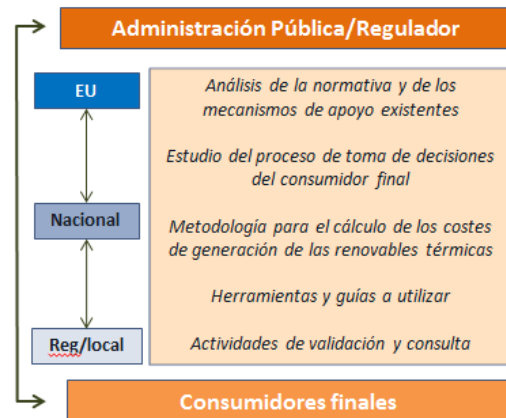 Administración Pública/Regulador
EU
Análisis de la normativa y de los
mecanismos de apoyo existentes
Estudio del proceso de toma de decisiones
del consumidor final
Nacional
Metodología para el cálculo de los costes
de generación de las renovables térmicas
Herramientas y guías a utilizar
Reg/local
Actividades de validación y consulta
Consumidores finales